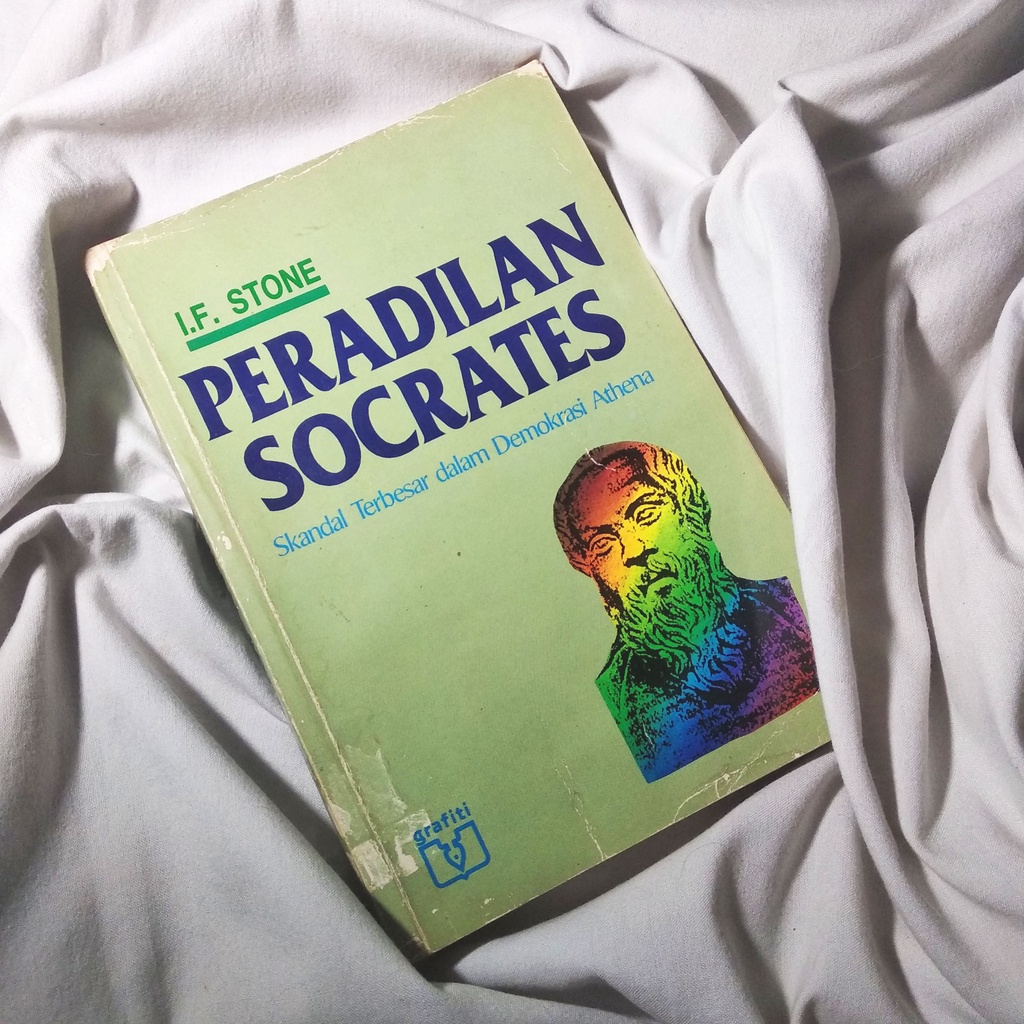 I.F. STONE
PERADILAN
SOCRATES
Skandal Terbesar dalam Demokrasi Athena
grafiti